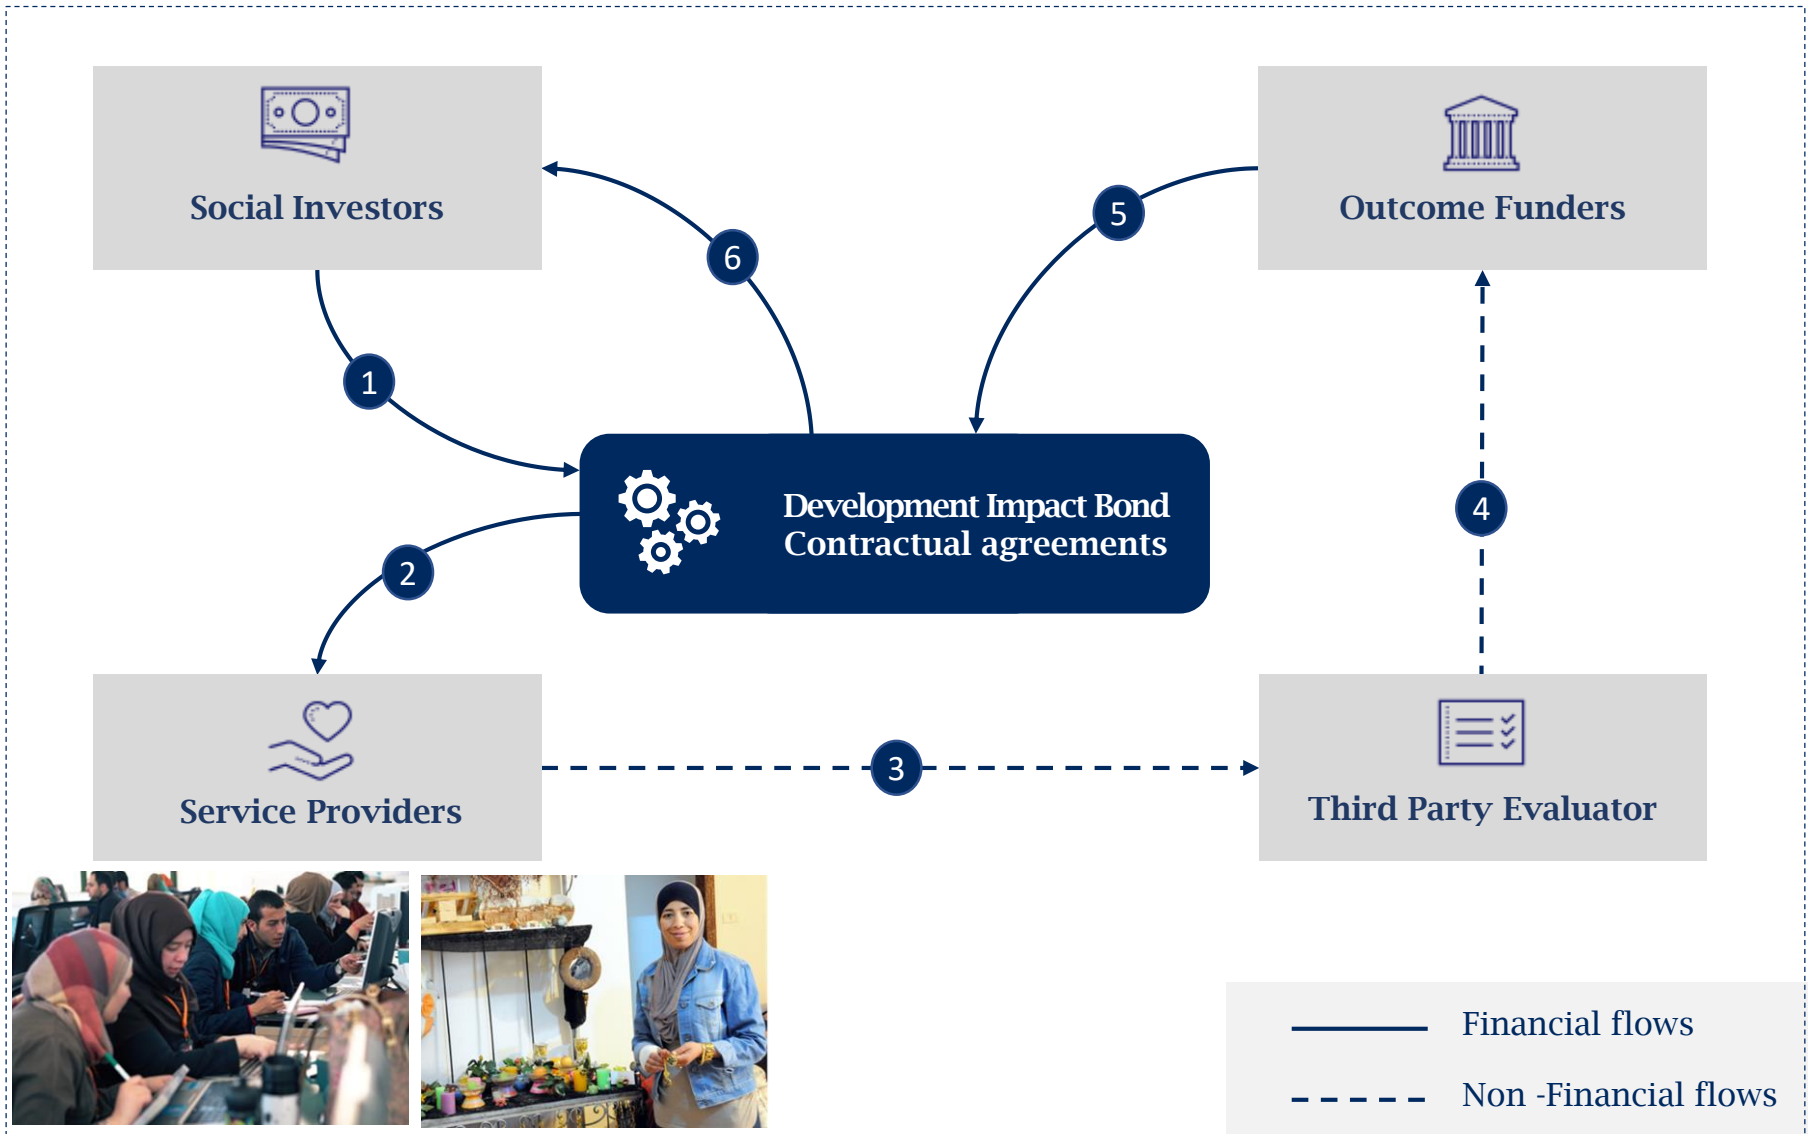 Social Investors
Outcome Funders
5
6
1
Development Impact Bond
Contractual agreements
4
2
3
Service Providers
Third Party Evaluator
Financial flows
Non -Financial flows